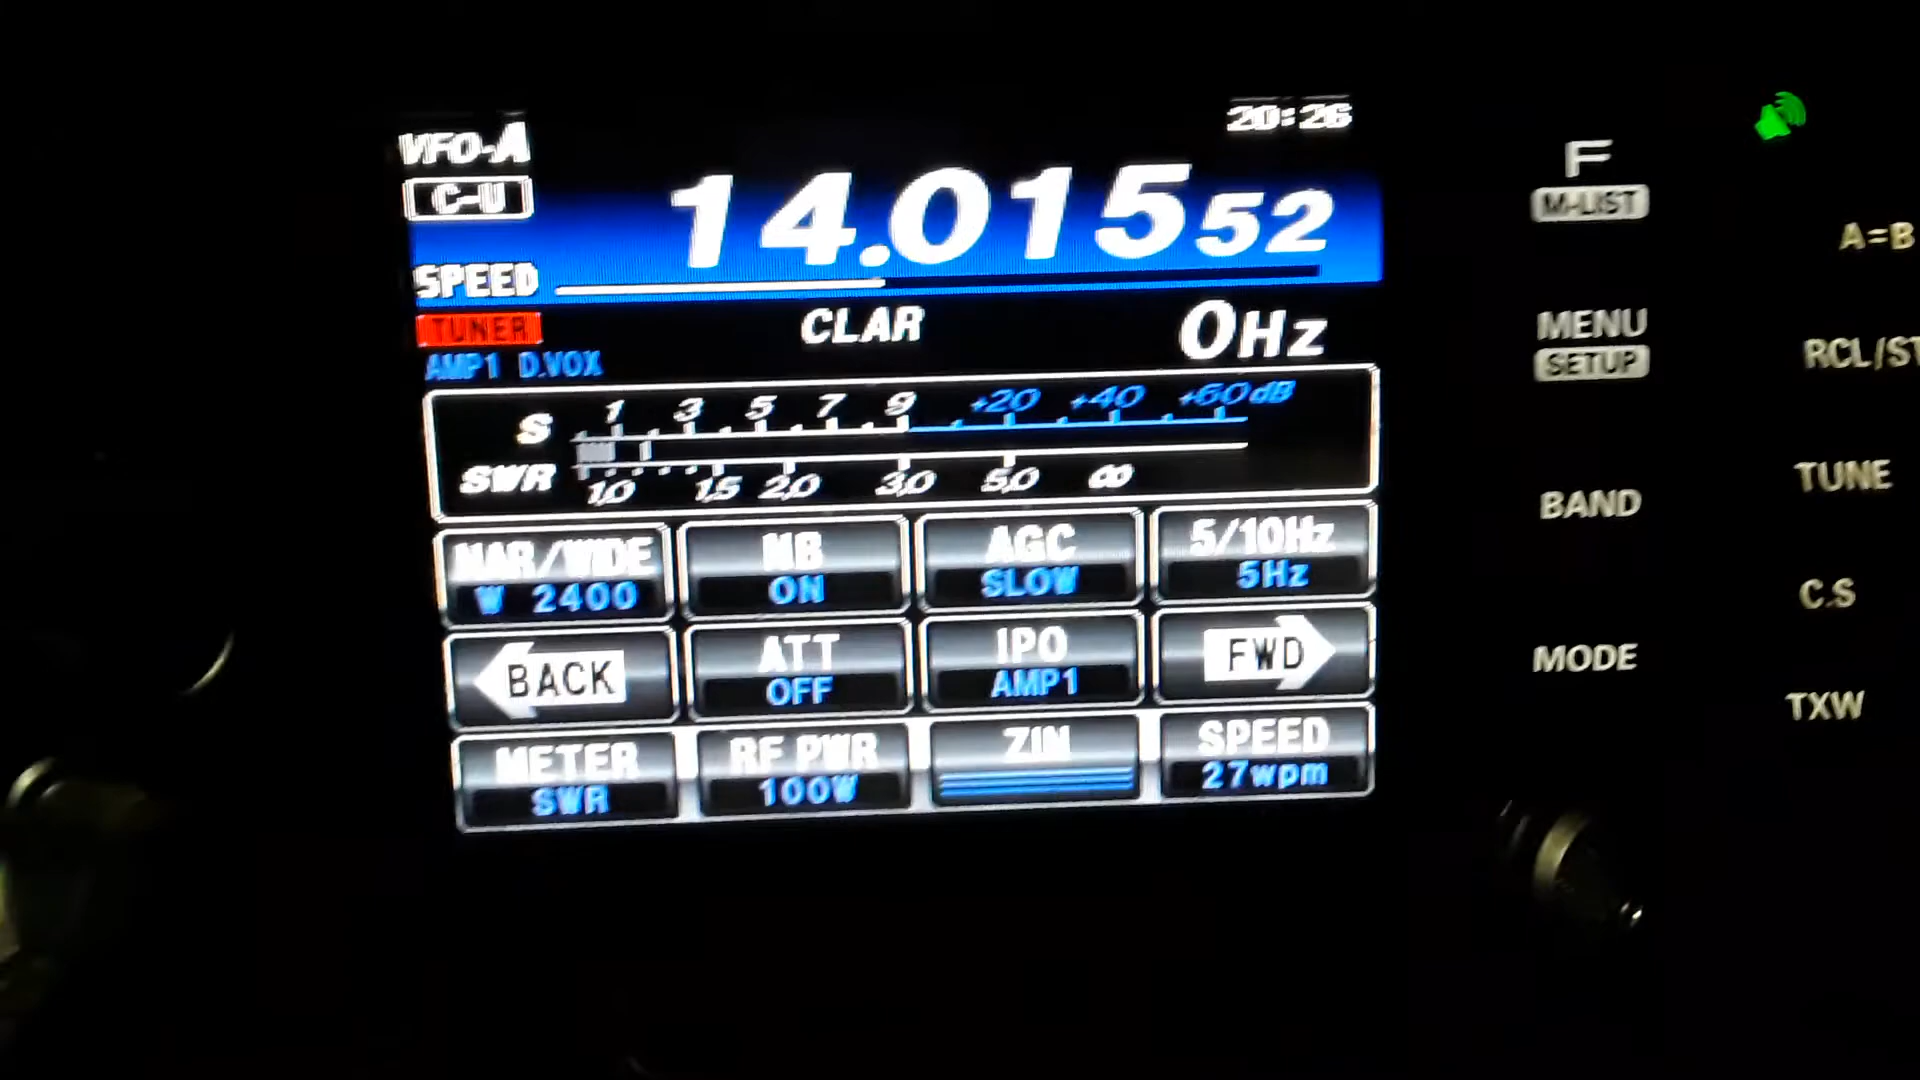 20:26
VFO-A
C-U
14.015 52
SPEED
TUNER
CLAR
0Hz
AMP1 D.VOX
S 1 3 5 7 9 +20 +40 +60dB
SWR 1,0 1,5 2,0 3,0 5,0 ∞
NAR/WIDE
W 2400
NB
ON
AGC
SLOW
5/10Hz
5Hz
BACK
ATT
OFF
IPO
AMP1
FWD
METER
SWR
RF PWR
100W
ZIN
SPEED
27wpm
F
M-LIST
MENU
SETUP
BAND
MODE
A=B
RCL/ST
TUNE
C.S
TXW